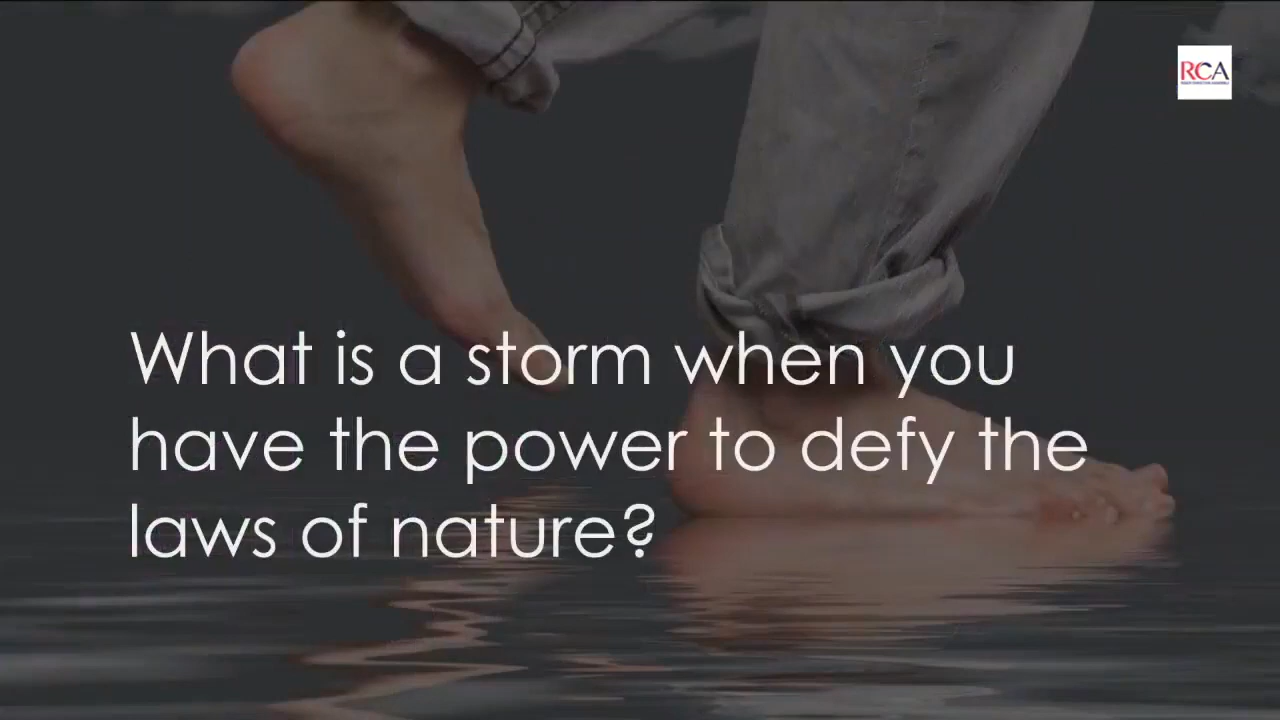 RCA
What is a storm when you
have the power to defy the
laws of nature?